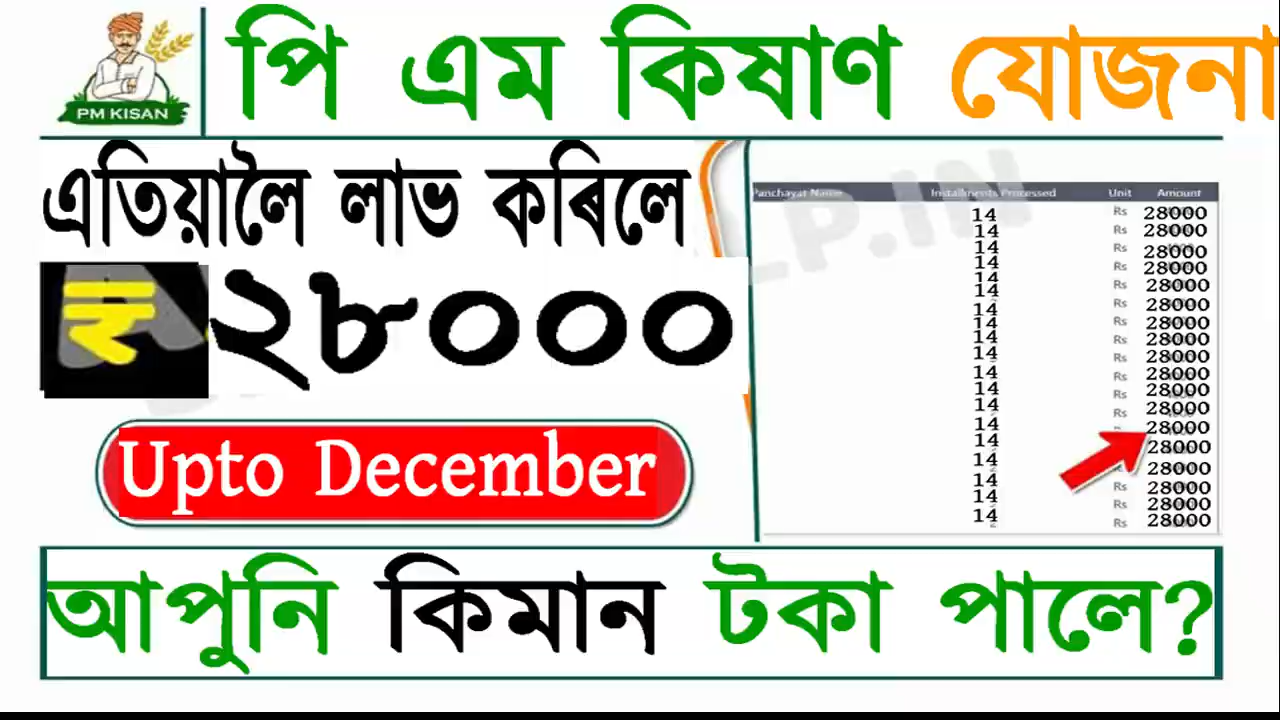 PM KISAN
পি এম কিষাণ যোজনা
এতিয়ালৈ লাভ কৰিলে
₹২৮০০০
Upto December
Panchayat Name Installments Processed Unit Amount
14 Rs 28000
14 Rs 28000
14 Rs 28000
14 Rs 28000
14 Rs 28000
14 Rs 28000
14 Rs 28000
14 Rs 28000
14 Rs 28000
14 Rs 28000
14 Rs 28000
14 Rs 28000
14 28000
14 28000
14 28000
14 Rs 28000
14 Rs 28000
14 Rs 28000
14
আপুনি কিমান টকা পালে?